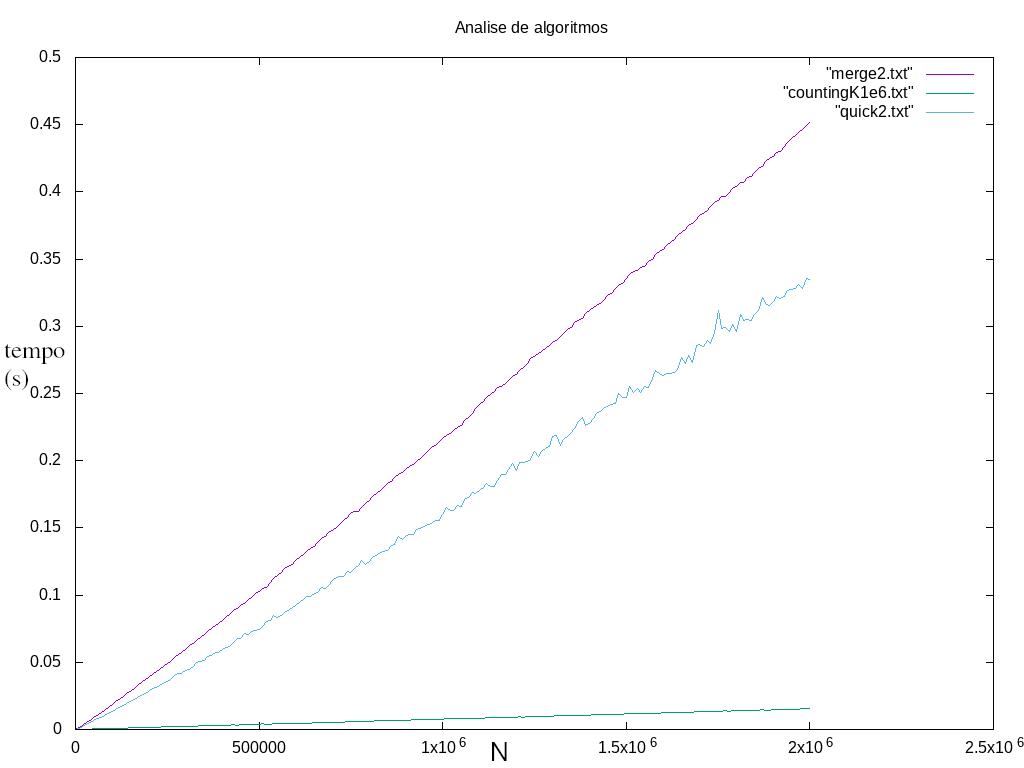 Analise de algoritmos
0.5
"merge2.txt"
"countingK1e6.txt"
"quick2.txt"
0.45
0.4
0.35
0.3
tempo
(s)
0.25
0.2
0.15
0.1
0.05
0
0 500000 1x10^6 1.5x10^6 2x10^6 2.5x10^6
N